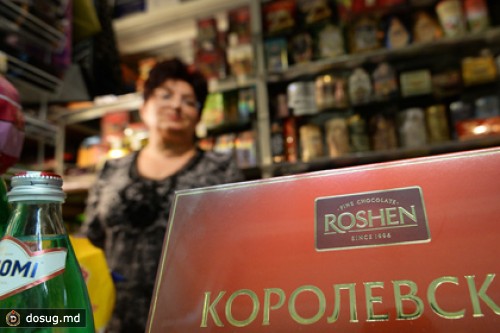 FINE CHOCOLATE
ROSHEN
SINCE 1996
КОРОЛЕВСК
OMI
dosug.md